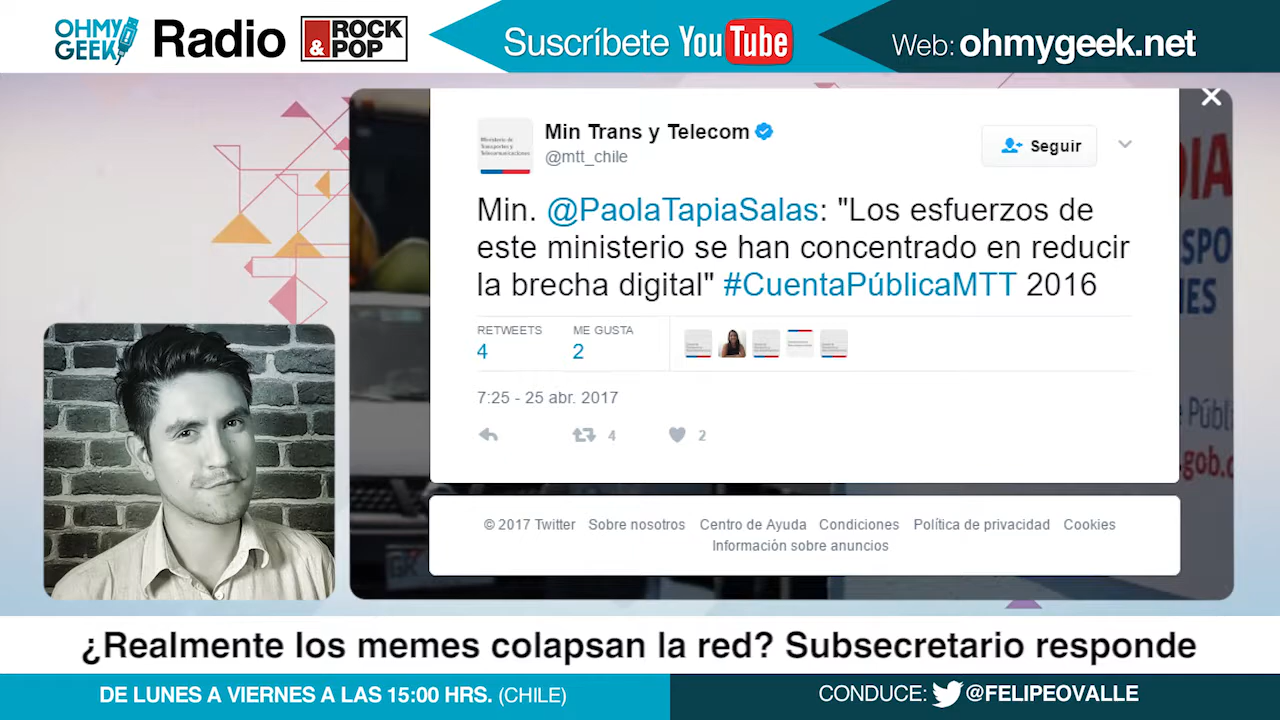 OHMY
GEEK
Radio
ROCK
& POP
Suscríbete YouTube
Web: ohmygeek.net
Min Trans y Telecom
@mtt_chile
Seguir
Ministerio de
Transportes y
Telecomunicaciones
Min. @PaolaTapiaSalas: "Los esfuerzos de
este ministerio se han concentrado en reducir
la brecha digital" #CuentaPúblicaMTT 2016
RETWEETS ME GUSTA
4 2
7:25 - 25 abr. 2017
4 2
© 2017 Twitter Sobre nosotros Centro de Ayuda Condiciones Política de privacidad Cookies
Información sobre anuncios
¿Realmente los memes colapsan la red? Subsecretario responde
DE LUNES A VIERNES A LAS 15:00 HRS. (CHILE)
CONDUCE: @FELIPEOVALLE